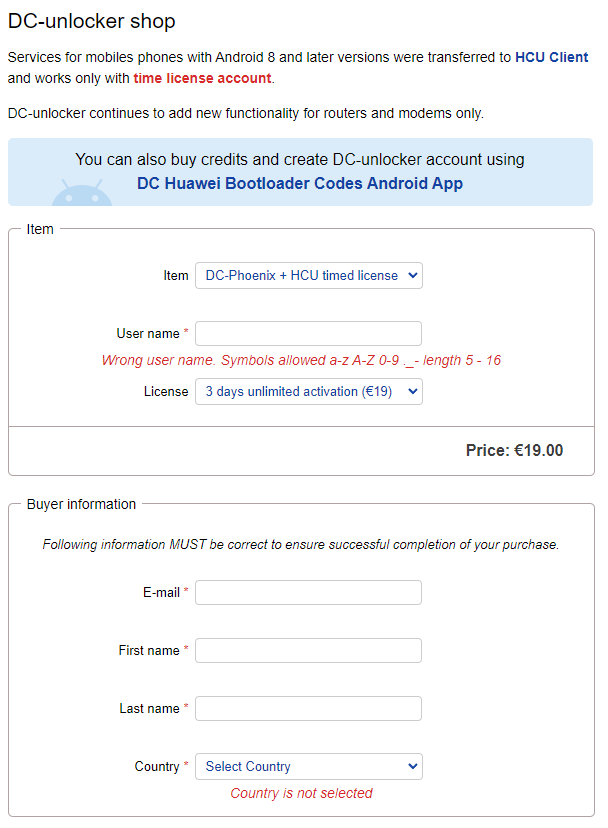 DC-unlocker shop
Services for mobiles phones with Android 8 and later versions were transferred to HCU Client
and works only with time license account.
DC-unlocker continues to add new functionality for routers and modems only.
You can also buy credits and create DC-unlocker account using
DC Huawei Bootloader Codes Android App
Item
Item DC-Phoenix + HCU timed license
User name *
Wrong user name. Symbols allowed a-z A-Z 0-9 ._- length 5 - 16
License 3 days unlimited activation (€19)
Price: €19.00
Buyer information
Following information MUST be correct to ensure successful completion of your purchase.
E-mail *
First name *
Last name *
Country * Select Country
Country is not selected